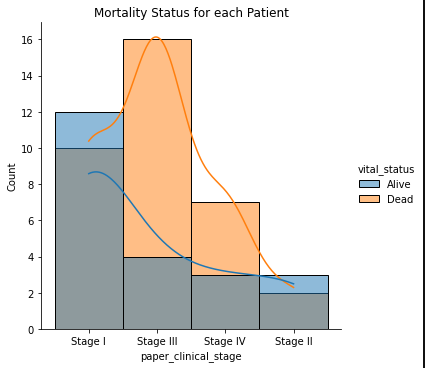 Mortality Status for each Patient
16
14
12
10
8
6
4
2
0
Count
Stage I
Stage III
Stage IV
Stage II
paper_clinical_stage
vital_status
Alive
Dead